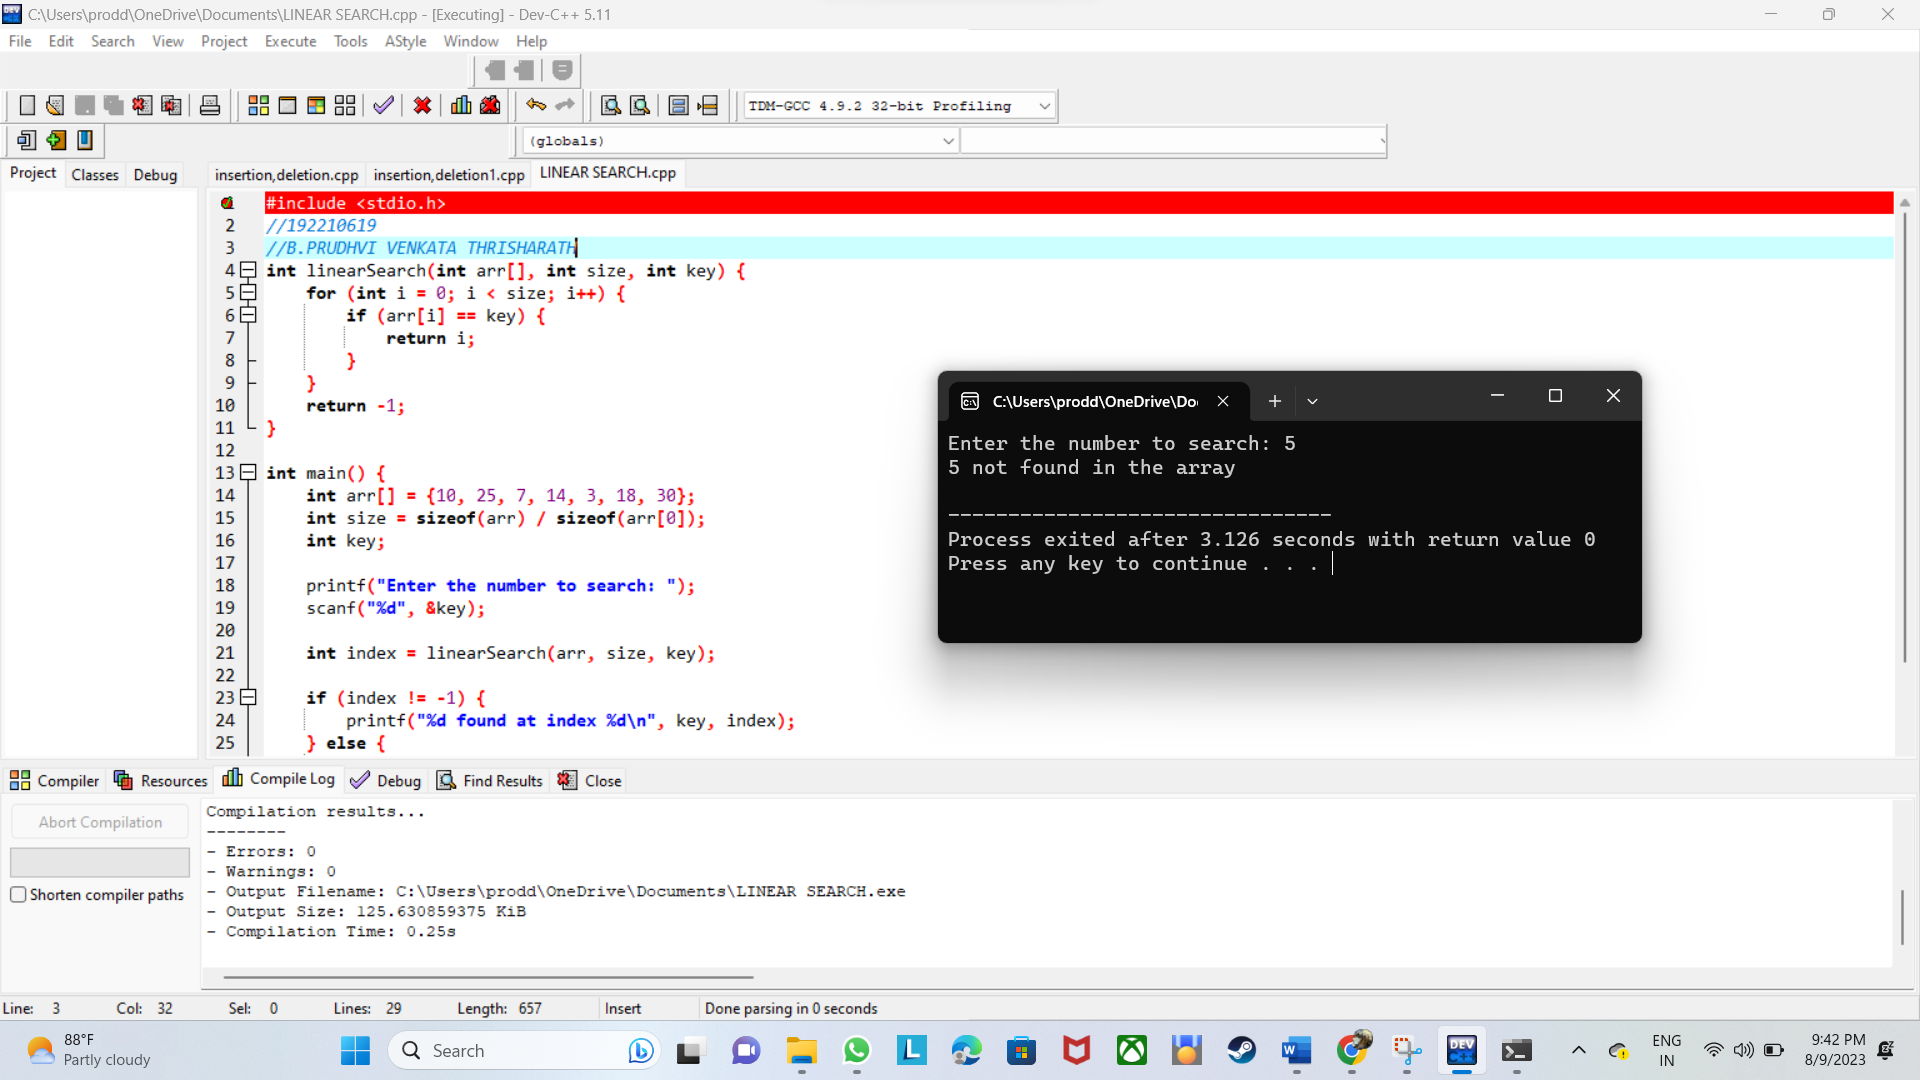 C:\Users\prodd\OneDrive\Documents\LINEAR SEARCH.cpp - [Executing] - Dev-C++ 5.11
File Edit Search View Project Execute Tools AStyle Window Help
TDM-GCC 4.9.2 32-bit Profiling
(globals)
Project Classes Debug
insertion,deletion.cpp insertion,deletion1.cpp LINEAR SEARCH.cpp
#include <stdio.h>
2 //192210619
3 //B.PRUDHVI VENKATA THRISHARATH
4 int linearSearch(int arr[], int size, int key) {
5 for (int i = 0; i < size; i++) {
6 if (arr[i] == key) {
7 return i;
8 }
9 }
10 return -1;
11 }
12
13 int main() {
14 int arr[] = {10, 25, 7, 14, 3, 18, 30};
15 int size = sizeof(arr) / sizeof(arr[0]);
16 int key;
17
18 printf("Enter the number to search: ");
19 scanf("%d", &key);
20
21 int index = linearSearch(arr, size, key);
22
23 if (index != -1) {
24 printf("%d found at index %d\n", key, index);
25 } else {
C:\Users\prodd\OneDrive\Do
Enter the number to search: 5
5 not found in the array
--------------------------------
Process exited after 3.126 seconds with return value 0
Press any key to continue . . .
Compiler Resources Compile Log Debug Find Results Close
Abort Compilation
Shorten compiler paths
Compilation results...
--------
- Errors: 0
- Warnings: 0
- Output Filename: C:\Users\prodd\OneDrive\Documents\LINEAR SEARCH.exe
- Output Size: 125.630859375 KiB
- Compilation Time: 0.25s
Line: 3 Col: 32 Sel: 0 Lines: 29 Length: 657 Insert Done parsing in 0 seconds
88°F
Partly cloudy
Search
ENG
IN
9:42 PM
8/9/2023